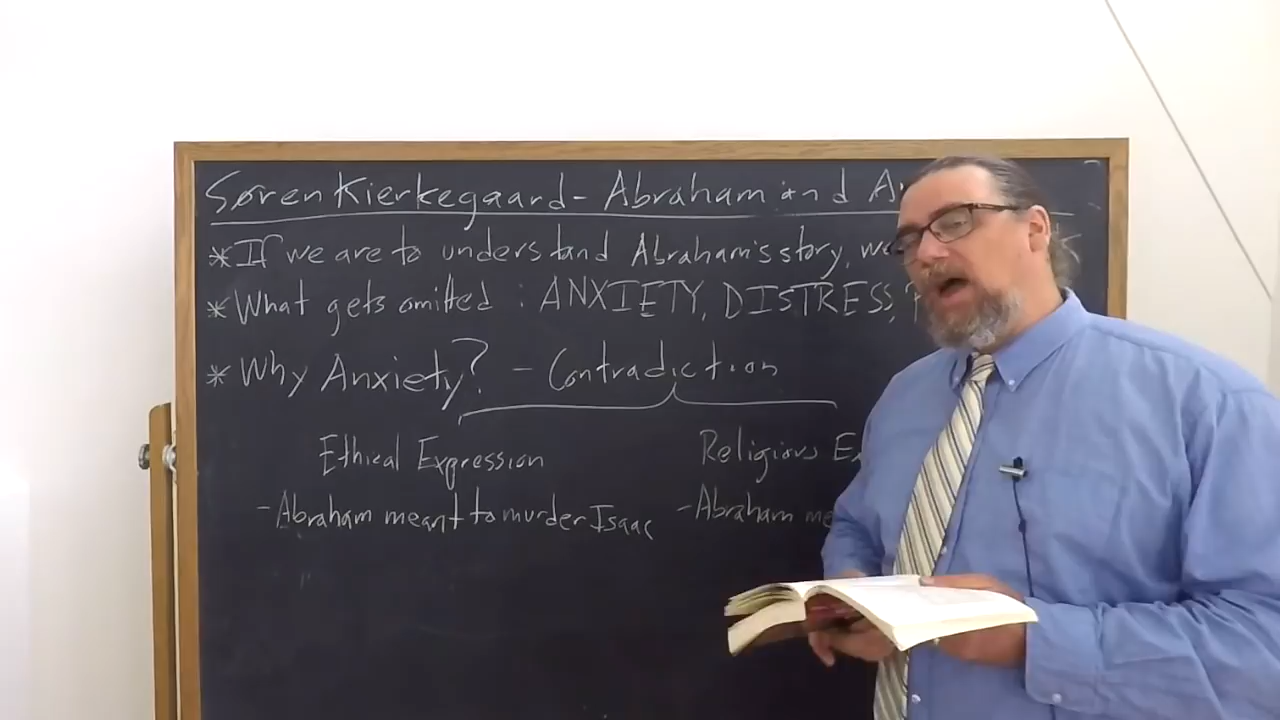 Søren Kierkegaard - Abraham and
* If we are to understand Abraham's story, we
* What gets omitted : ANXIETY, DISTRESS,
* Why Anxiety? - Contradiction
Ethical Expression Religious
- Abraham meant to murder Isaac - Abraham